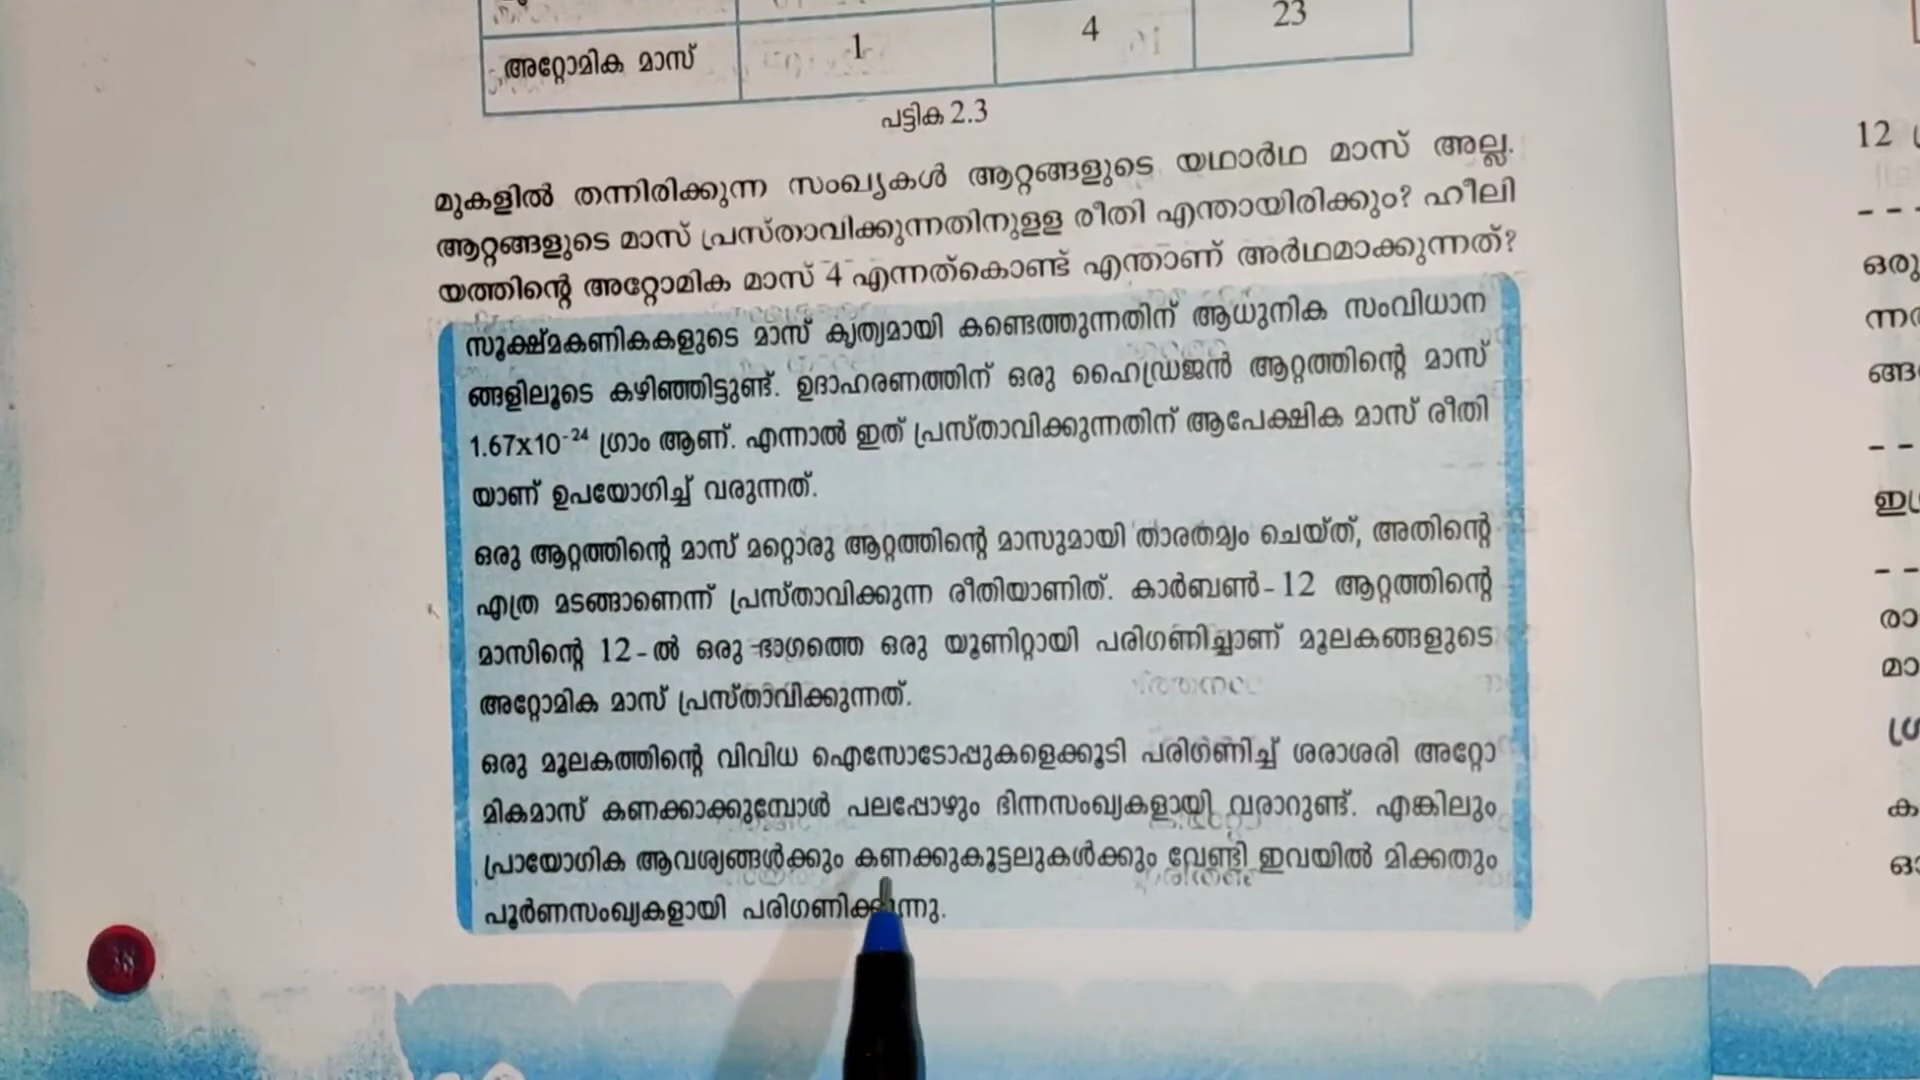 അറ്റോമിക മാസ് 1 4 23
പട്ടിക 2.3
മുകളിൽ തന്നിരിക്കുന്ന സംഖ്യകൾ ആറ്റങ്ങളുടെ യഥാർഥ മാസ് അല്ല.
ആറ്റങ്ങളുടെ മാസ് പ്രസ്താവിക്കുന്നതിനുളള രീതി എന്തായിരിക്കും? ഹീലി
യത്തിന്റെ അറ്റോമിക മാസ് 4 എന്നത്കൊണ്ട് എന്താണ് അർഥമാക്കുന്നത്?
സൂക്ഷ്മകണികകളുടെ മാസ് കൃത്യമായി കണ്ടെത്തുന്നതിന് ആധുനിക സംവിധാന
ങ്ങളിലൂടെ കഴിഞ്ഞിട്ടുണ്ട്. ഉദാഹരണത്തിന് ഒരു ഹൈഡ്രജൻ ആറ്റത്തിന്റെ മാസ്
1.67x10⁻²⁴ ഗ്രാം ആണ്. എന്നാൽ ഇത് പ്രസ്താവിക്കുന്നതിന് ആപേക്ഷിക മാസ് രീതി
യാണ് ഉപയോഗിച്ച് വരുന്നത്.
ഒരു ആറ്റത്തിന്റെ മാസ് മറ്റൊരു ആറ്റത്തിന്റെ മാസുമായി താരതമ്യം ചെയ്ത്, അതിന്റെ
എത്ര മടങ്ങാണെന്ന് പ്രസ്താവിക്കുന്ന രീതിയാണിത്. കാർബൺ-12 ആറ്റത്തിന്റെ
മാസിന്റെ 12-ൽ ഒരു ഭാഗത്തെ ഒരു യൂണിറ്റായി പരിഗണിച്ചാണ് മൂലകങ്ങളുടെ
അറ്റോമിക മാസ് പ്രസ്താവിക്കുന്നത്.
ഒരു മൂലകത്തിന്റെ വിവിധ ഐസോടോപ്പുകളെക്കൂടി പരിഗണിച്ച് ശരാശരി അറ്റോ
മികമാസ് കണക്കാക്കുമ്പോൾ പലപ്പോഴും ഭിന്നസംഖ്യകളായി വരാറുണ്ട്. എങ്കിലും
പ്രായോഗിക ആവശ്യങ്ങൾക്കും കണക്കുകൂട്ടലുകൾക്കും വേണ്ടി ഇവയിൽ മിക്കതും
പൂർണസംഖ്യകളായി പരിഗണിക്കുന്നു.
38
12
ഒരു